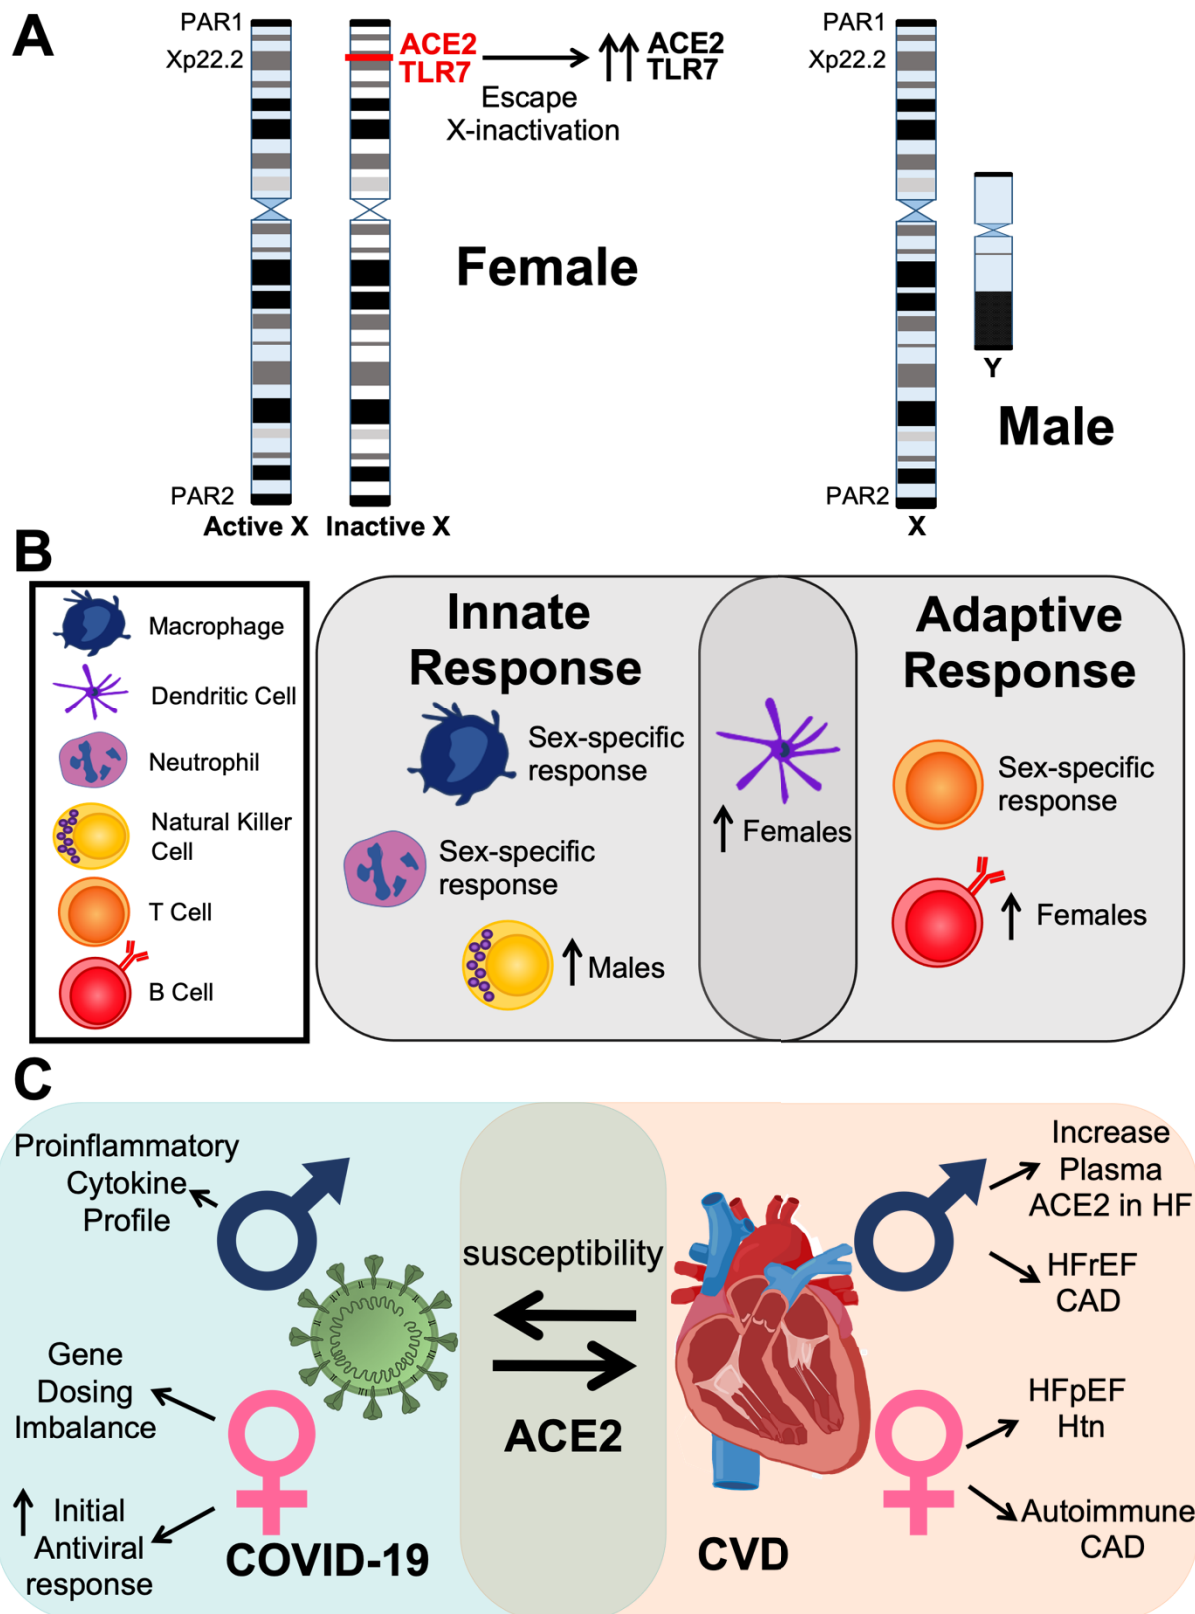 A
PAR1
Xp22.2
ACE2
TLR7
ACE2
TLR7
Escape
X-inactivation
Female
PAR2
Active X
Inactive X
PAR1
Xp22.2
Y
Male
PAR2
X
B
Macrophage
Dendritic Cell
Neutrophil
Natural Killer
Cell
T Cell
B Cell
Innate
Response
Sex-specific
response
Sex-specific
response
↑ Males
↑ Females
Adaptive
Response
Sex-specific
response
↑ Females
C
Proinflammatory
Cytokine
Profile
Gene
Dosing
Imbalance
↑ Initial
Antiviral
response
COVID-19
susceptibility
ACE2
CVD
Increase
Plasma
ACE2 in HF
HFrEF
CAD
HFpEF
Htn
Autoimmune
CAD